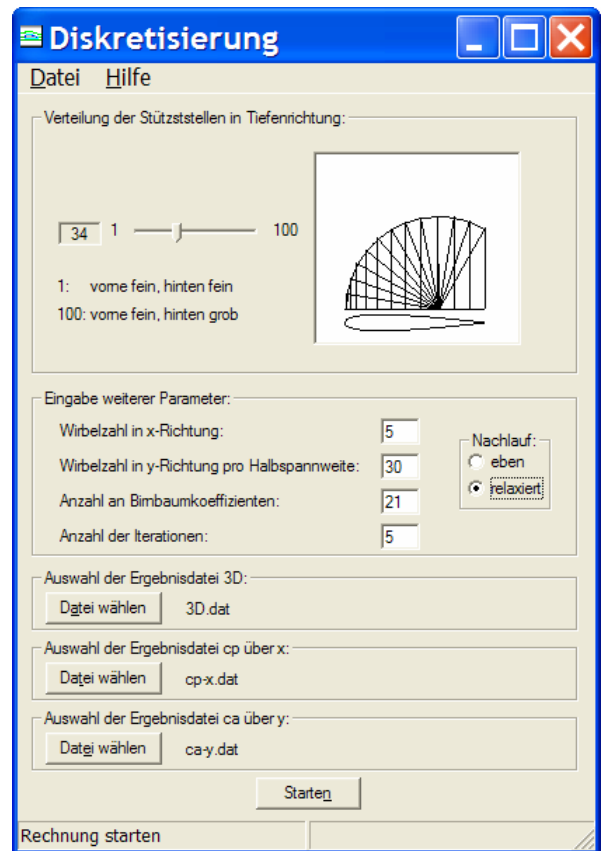 Diskretisierung
Datei Hilfe
Verteilung der Stützststellen in Tiefenrichtung:
34 1 100
1: vorne fein, hinten fein
100: vorne fein, hinten grob
Eingabe weiterer Parameter:
Wirbelzahl in x-Richtung: 5
Wirbelzahl in y-Richtung pro Halbspannweite: 30
Anzahl an Birnbaumkoeffizienten: 21
Anzahl der Iterationen: 5
Nachlauf:
eben
relaxiert
Auswahl der Ergebnisdatei 3D:
Datei wählen 3D.dat
Auswahl der Ergebnisdatei cp über x:
Datei wählen cp-x.dat
Auswahl der Ergebnisdatei ca über y:
Datei wählen ca-y.dat
Starten
Rechnung starten